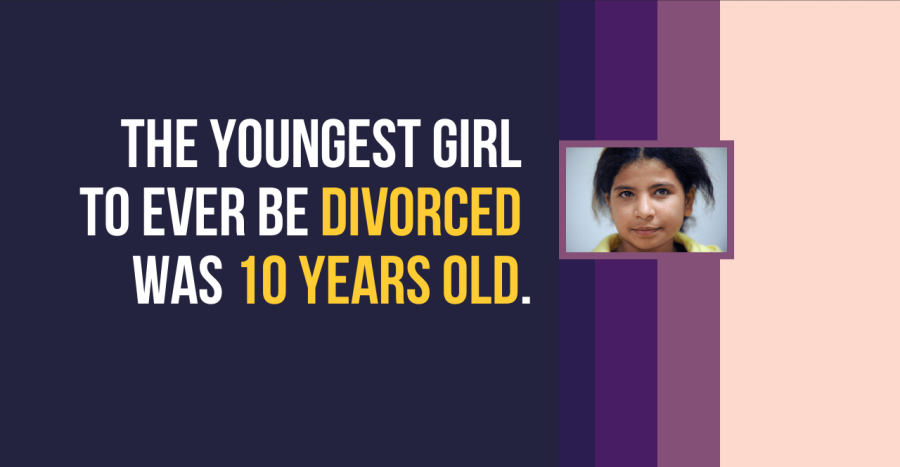 THE YOUNGEST GIRL
TO EVER BE DIVORCED
WAS 10 YEARS OLD.